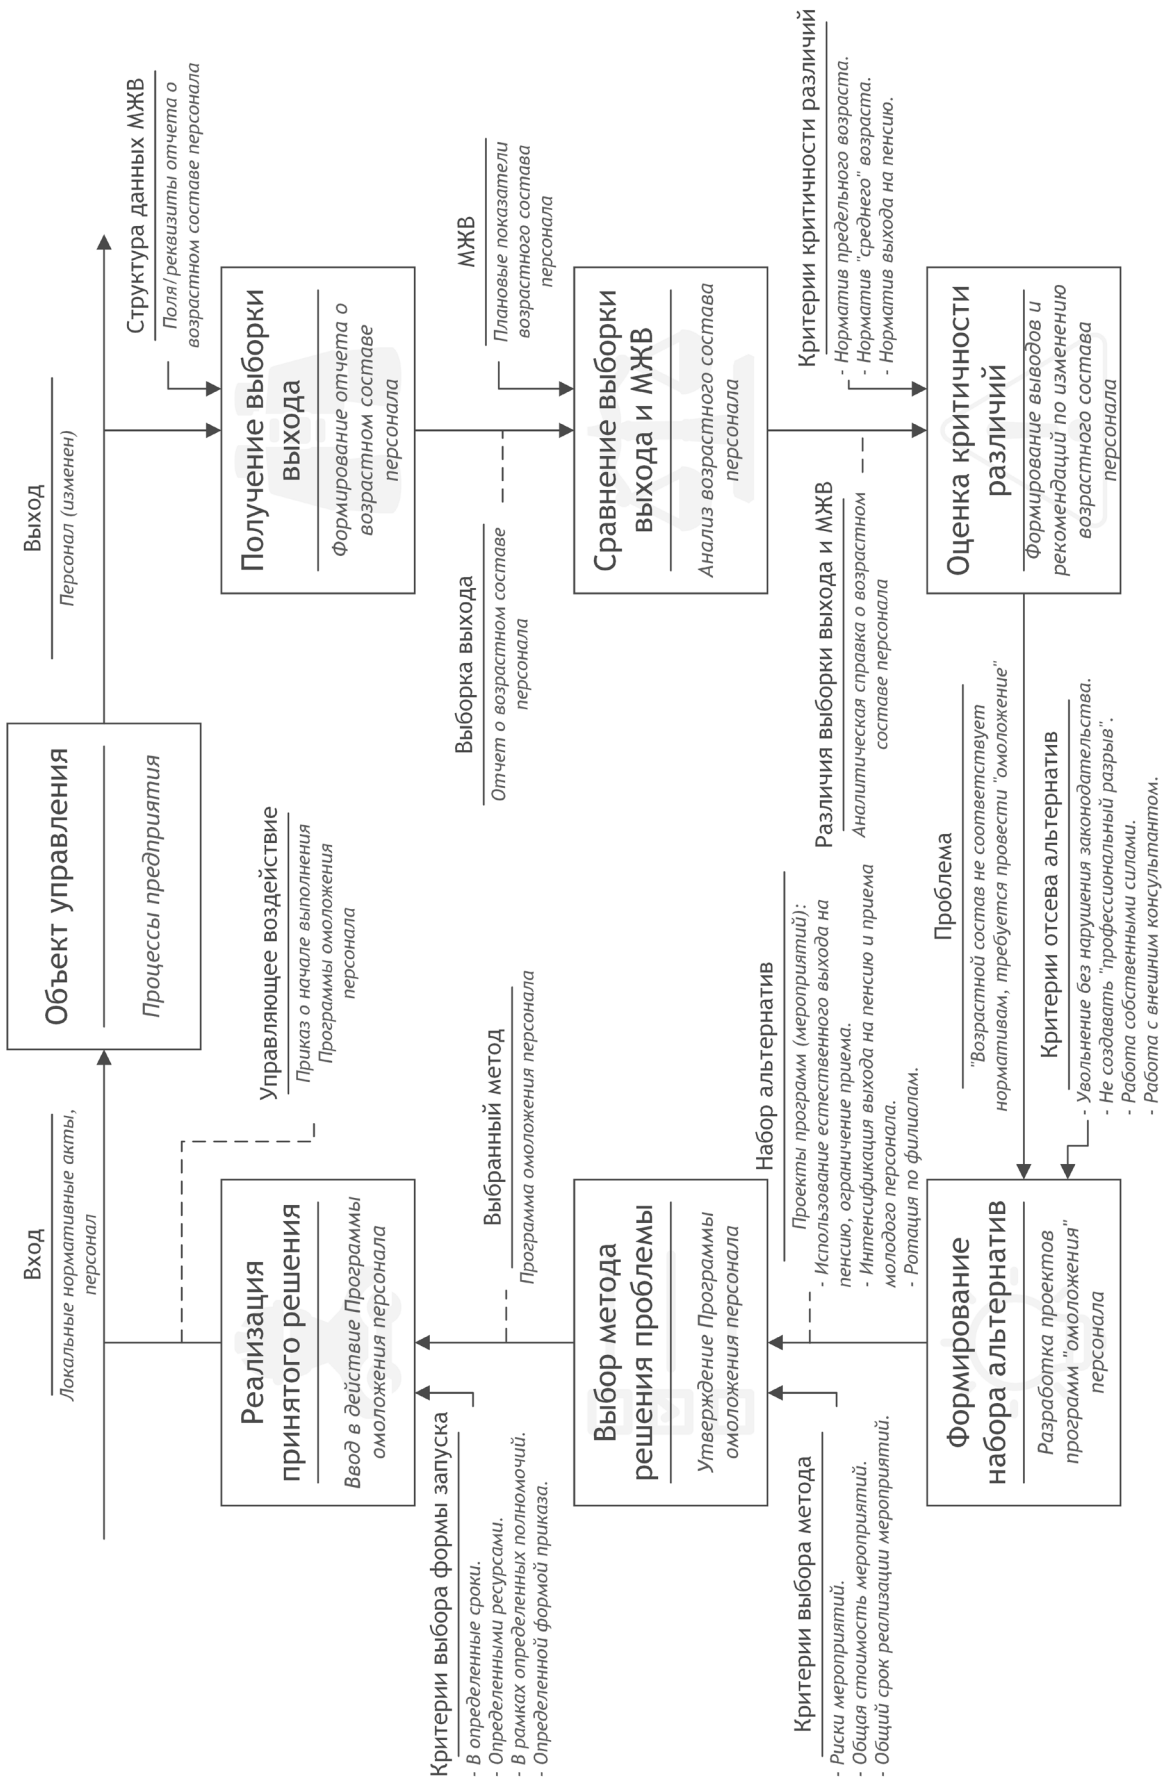 Вход
Локальные нормативные акты,
персонал
Объект управления
Процессы предприятия
Выход
Персонал (изменен)
Структура данных МЖВ
Поля/реквизиты отчета о
возрастном составе персонала
Управляющее воздействие
Приказ о начале выполнения
Программы омоложения
персонала
Реализация
принятого решения
Ввод в действие Программы
омоложения персонала
Получение выборки
выхода
Формирование отчета о
возрастном составе
персонала
Критерии выбора формы запуска
- В определенные сроки.
- Определенными ресурсами.
- В рамках определенных полномочий.
- Определенной формой приказа.
Выбранный метод
Программа омоложения персонала
Выборка выхода
Отчет о возрастном составе
персонала
МЖВ
Плановые показатели
возрастного состава
персонала
Выбор метода
решения проблемы
Утверждение Программы
омоложения персонала
Сравнение выборки
выхода и МЖВ
Анализ возрастного состава
персонала
Критерии выбора метода
- Риски мероприятий.
- Общая стоимость мероприятий.
- Общий срок реализации мероприятий.
Набор альтернатив
Проекты программ (мероприятий):
- Использование естественного выхода на
пенсию, ограничение приема.
- Интенсификация выхода на пенсию и приема
молодого персонала.
- Ротация по филиалам.
Различия выборки выхода и МЖВ
Аналитическая справка о возрастном
составе персонала
Критерии критичности различий
- Норматив предельного возраста.
- Норматив "среднего" возраста.
- Норматив выхода на пенсию.
Формирование
набора альтернатив
Разработка проектов
программ "омоложения"
персонала
Проблема
"Возрастной состав не соответствует
нормативам, требуется провести "омоложение"
Критерии отсева альтернатив
- Увольнение без нарушения законодательства.
- Не создавать "профессиональный разрыв".
- Работа собственными силами.
- Работа с внешним консультантом.
Оценка критичности
различий
Формирование выводов и
рекомендаций по изменению
возрастного состава
персонала